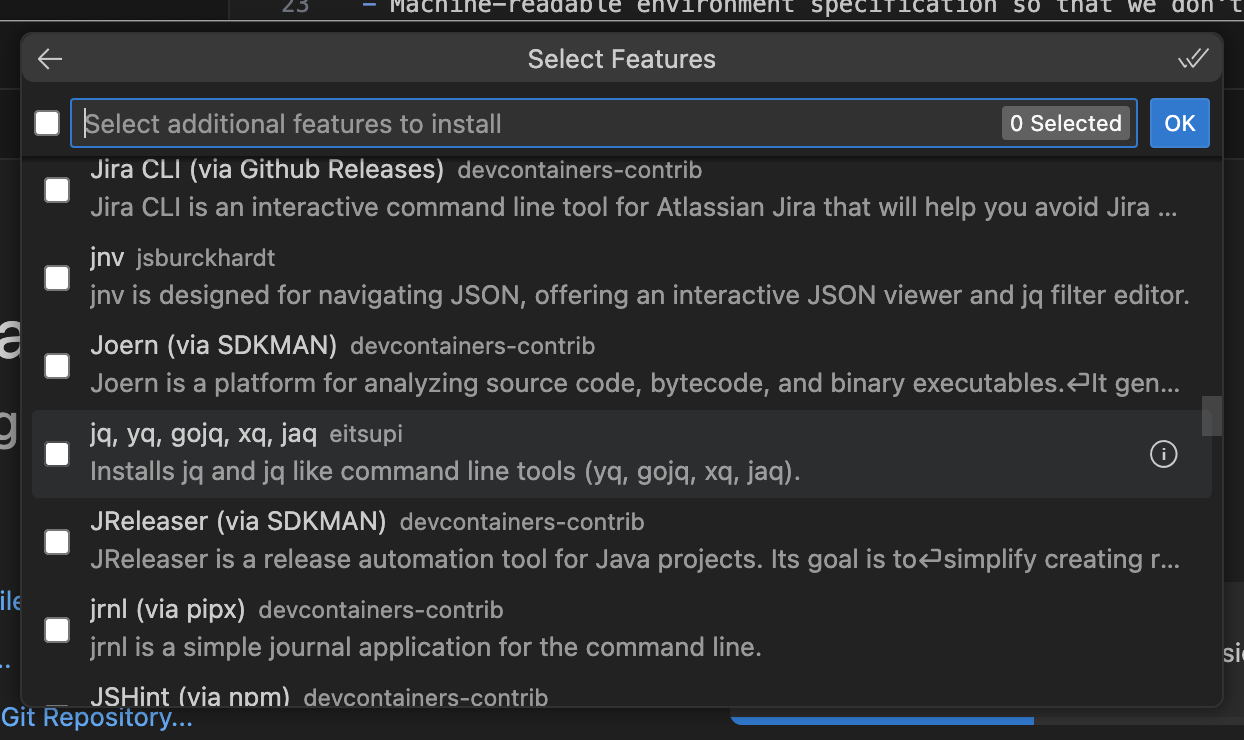 23 - Machine-readable environment specification so that we don't
Select Features
Select additional features to install 0 Selected OK
Jira CLI (via Github Releases) devcontainers-contrib
Jira CLI is an interactive command line tool for Atlassian Jira that will help you avoid Jira ...
jnv jsburckhardt
jnv is designed for navigating JSON, offering an interactive JSON viewer and jq filter editor.
Joern (via SDKMAN) devcontainers-contrib
Joern is a platform for analyzing source code, bytecode, and binary executables.⏎It gen...
jq, yq, gojq, xq, jaq eitsupi
Installs jq and jq like command line tools (yq, gojq, xq, jaq).
JReleaser (via SDKMAN) devcontainers-contrib
JReleaser is a release automation tool for Java projects. Its goal is to⏎simplify creating r...
jrnl (via pipx) devcontainers-contrib
jrnl is a simple journal application for the command line.
JSHint (via npm) devcontainers-contrib
Git Repository...